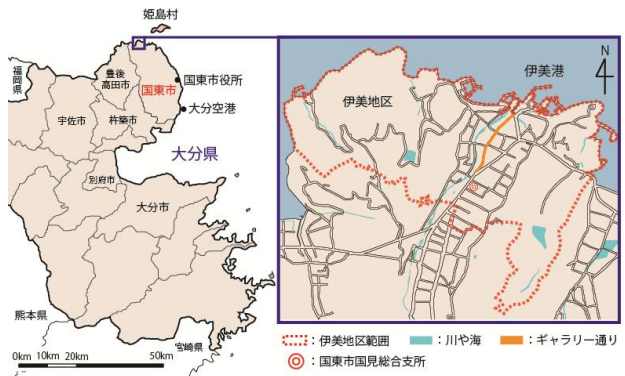 姫島村
福岡県
豊後
高田市
国東市
国東市役所
大分空港
宇佐市
杵築市
大分県
別府市
大分市
熊本県
宮崎県
0km 10km 20km 50km
N
伊美港
伊美地区
：伊美地区範囲 ：川や海 ：ギャラリー通り
：国東市国見総合支所